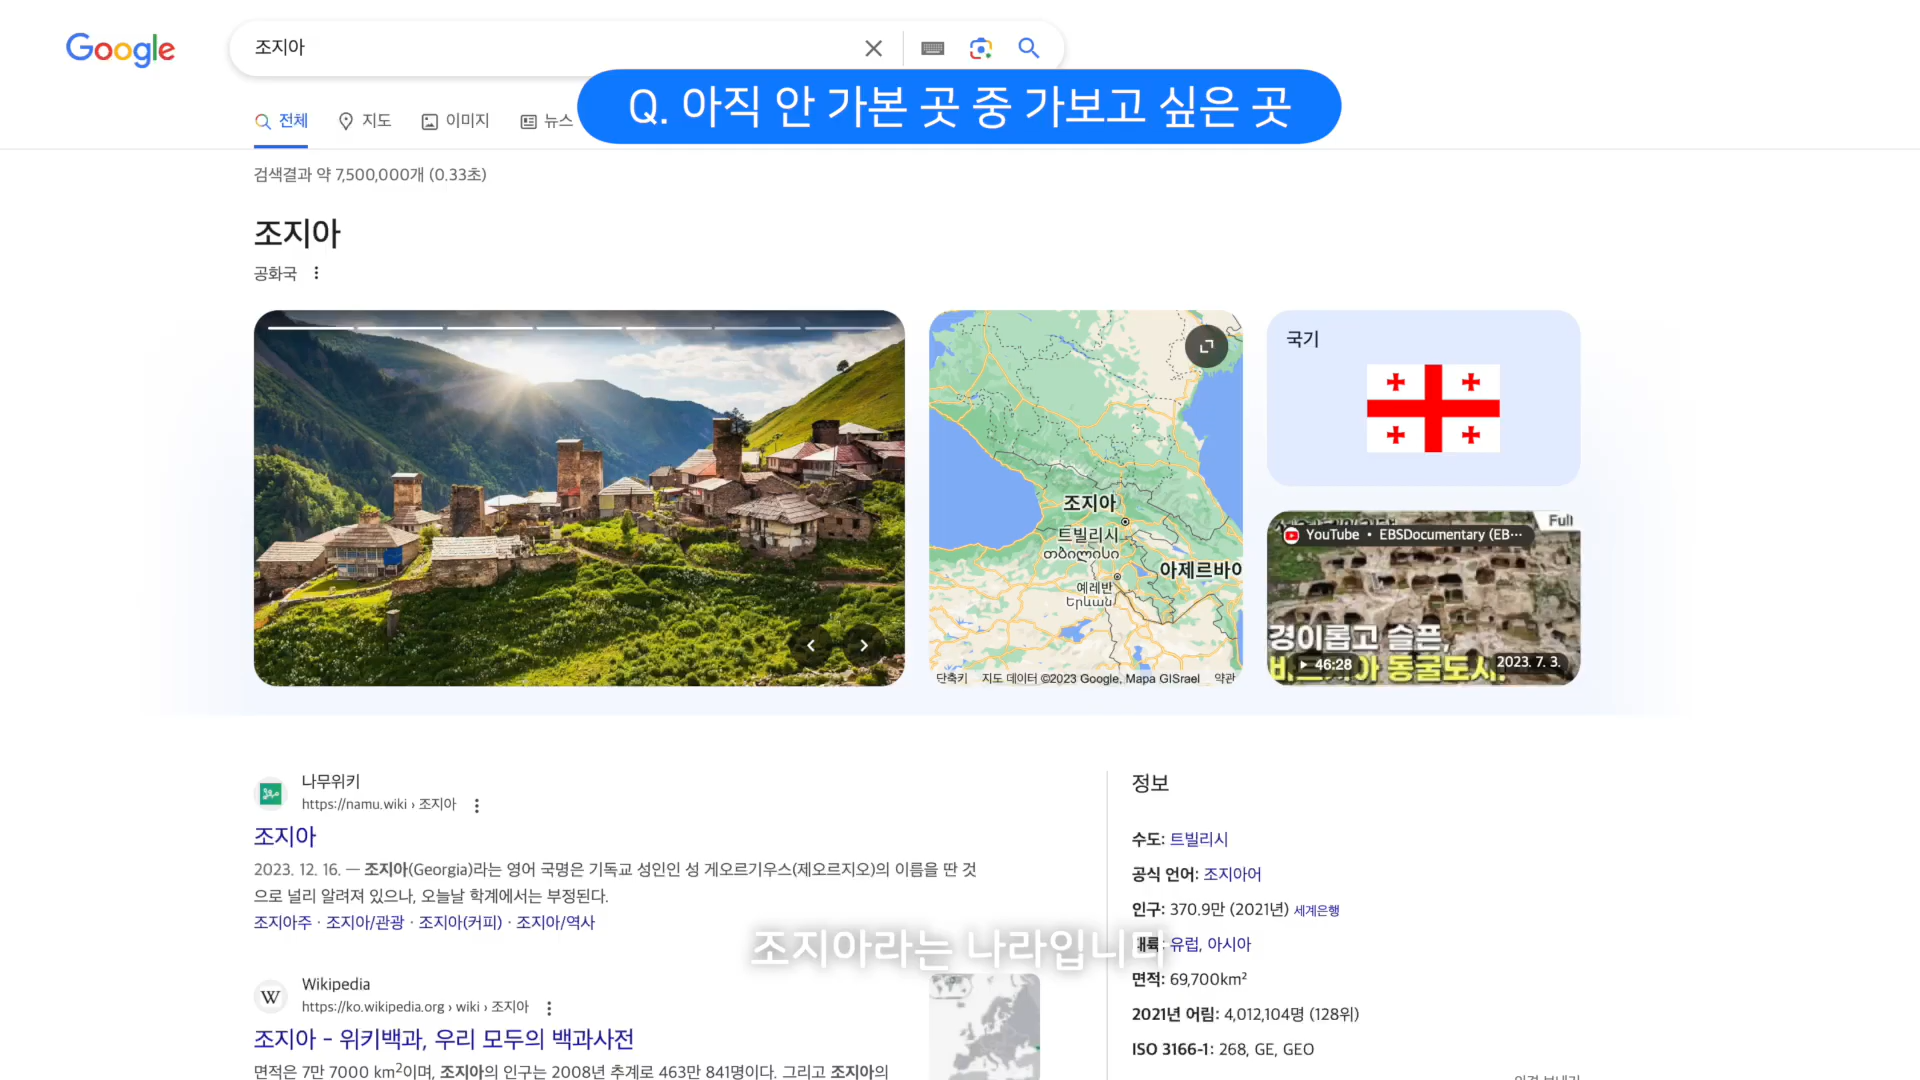 Google
조지아
Q. 아직 안 가본 곳 중 가보고 싶은 곳
전체
지도
이미지
뉴스
검색결과 약 7,500,000개 (0.33초)
조지아
공화국
조지아
트빌리시
თბილისი
아제르바이
예레반
Երևան
단축키
지도 데이터 ©2023 Google, Mapa GISrael
약관
국기
Full
YouTube • EBSDocumentary (EB···
경이롭고 슬픈,
동굴도시!
46:28
2023. 7. 3.
나무위키
https://namu.wiki › 조지아
조지아
2023. 12. 16. — 조지아(Georgia)라는 영어 국명은 기독교 성인인 성 게오르기우스(제오르지오)의 이름을 딴 것
으로 널리 알려져 있으나, 오늘날 학계에서는 부정된다.
조지아주 · 조지아/관광 · 조지아(커피) · 조지아/역사
Wikipedia
https://ko.wikipedia.org › wiki › 조지아
조지아 - 위키백과, 우리 모두의 백과사전
면적은 7만 7000 km²이며, 조지아의 인구는 2008년 추계로 463만 841명이다. 그리고 조지아의
정보
수도: 트빌리시
공식 언어: 조지아어
인구: 370.9만 (2021년) 세계은행
대륙: 유럽, 아시아
면적: 69,700km²
2021년 어림: 4,012,104명 (128위)
ISO 3166-1: 268, GE, GEO
조지아라는 나라입니다